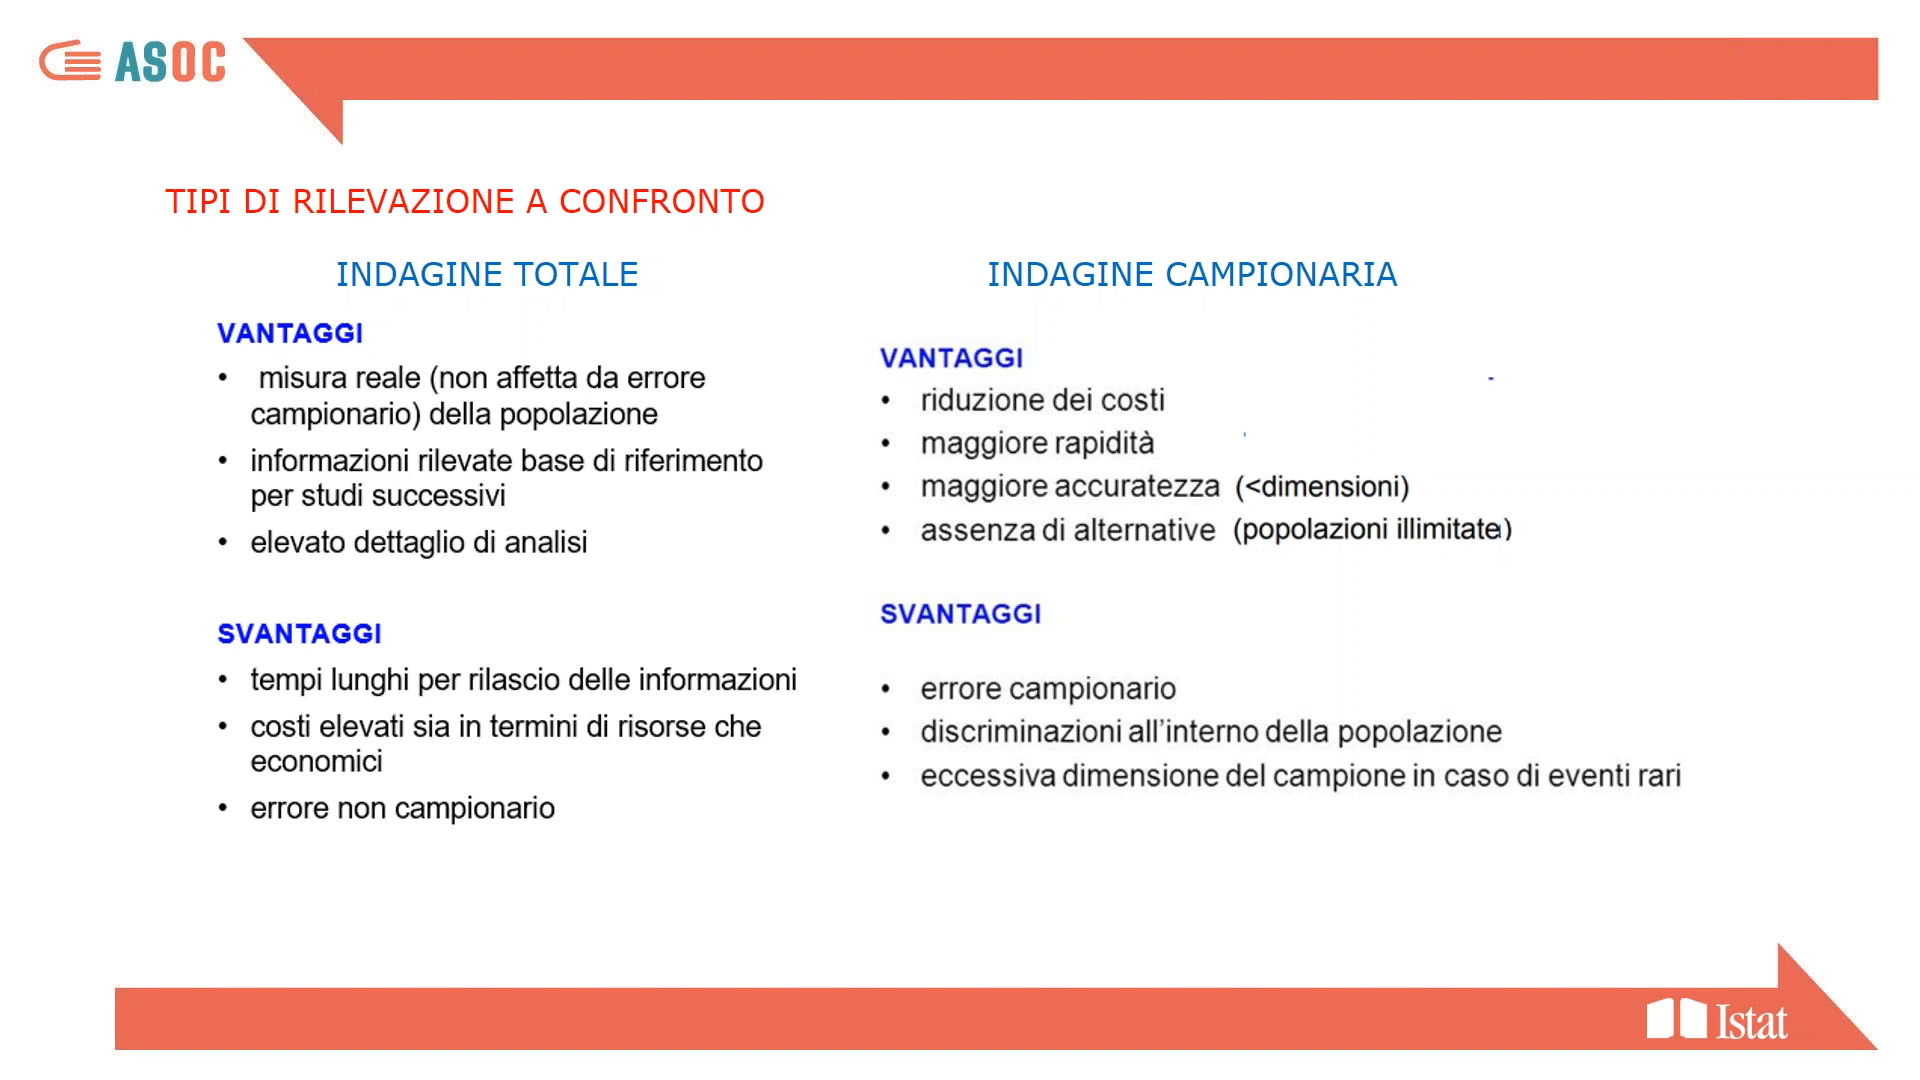 ASOC
TIPI DI RILEVAZIONE A CONFRONTO
INDAGINE TOTALE
VANTAGGI
• misura reale (non affetta da errore
campionario) della popolazione
• informazioni rilevate base di riferimento
per studi successivi
• elevato dettaglio di analisi
SVANTAGGI
• tempi lunghi per rilascio delle informazioni
• costi elevati sia in termini di risorse che
economici
• errore non campionario
INDAGINE CAMPIONARIA
VANTAGGI
• riduzione dei costi
• maggiore rapidità
• maggiore accuratezza (<dimensioni)
• assenza di alternative (popolazioni illimitate)
SVANTAGGI
• errore campionario
• discriminazioni all'interno della popolazione
• eccessiva dimensione del campione in caso di eventi rari
Istat